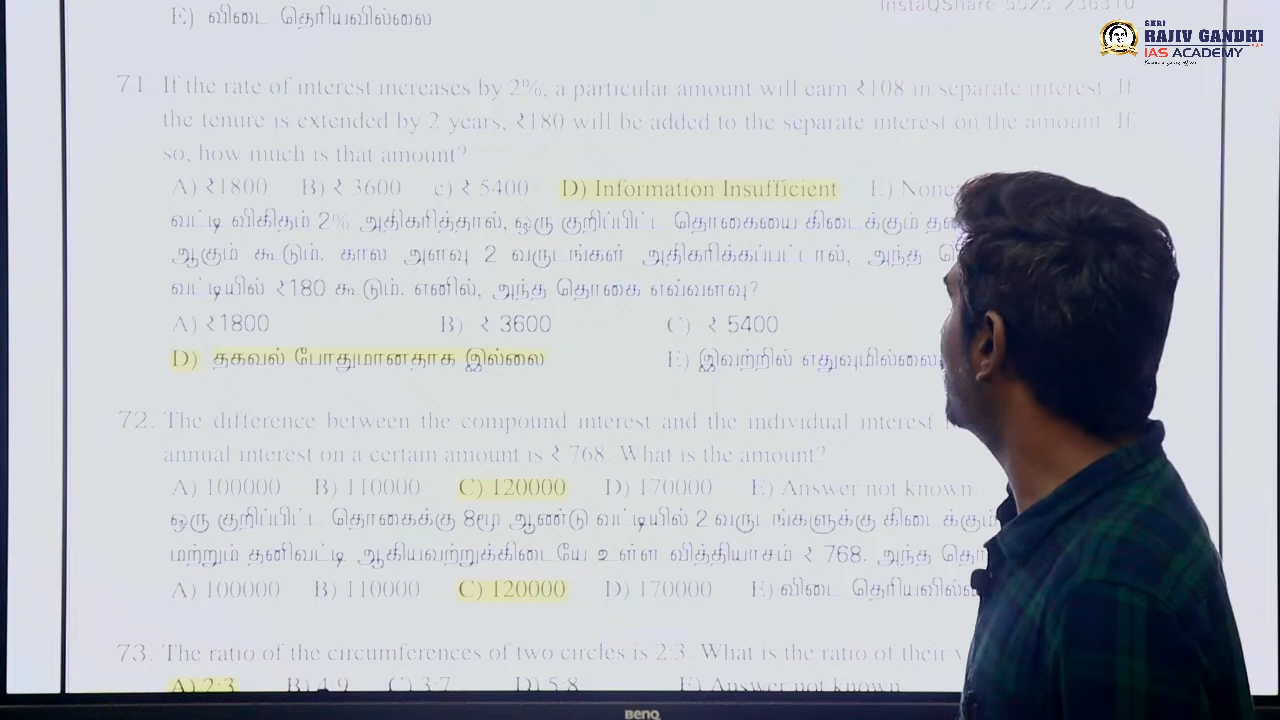 InstaQShare 5525-236310
E) விடை தெரியவில்லை
SHRI
RAJIV GANDHI
IAS ACADEMY
71. If the rate of interest increases by 2%, a particular amount will earn ₹108 in separate interest. If
the tenure is extended by 2 years, ₹180 will be added to the separate interest on the amount. If
so, how much is that amount?
A) ₹1800 B) ₹ 3600 c) ₹ 5400 D) Information Insufficient E) None
வட்டி விகிதம் 2% அதிகரித்தால், ஒரு குறிப்பிட்ட தொகையை கிடைக்கும்
ஆகும் கூடும். கால அளவு 2 வருடங்கள் அதிகரிக்கப்பட்டால், அந்த
வட்டியில் ₹180 கூடும். எனில், அந்த தொகை எவ்வளவு?
A) ₹1800 B) ₹ 3600 C) ₹ 5400
D) தகவல் போதுமானதாக இல்லை E) இவற்றில் எதுவுமில்லை
72. The difference between the compound interest and the individual interest
annual interest on a certain amount is ₹ 768. What is the amount?
A) 100000 B) 110000 C) 120000 D) 170000 E) Answer not known
ஒரு குறிப்பிட்ட தொகைக்கு 8மூ ஆண்டு வட்டியில் 2 வருடங்களுக்கு கிடைக்கும்
மற்றும் தனிவட்டி ஆகியவற்றுக்கிடையே உள்ள வித்தியாசம் ₹ 768. அந்த
A) 100000 B) 110000 C) 120000 D) 170000 E) விடை தெரியவில்
73. The ratio of the circumferences of two circles is 2:3. What is the ratio of their
A) 2:3 B) 4:9 C) 3:7 D) 5:8 E) Answer not known
BenQ